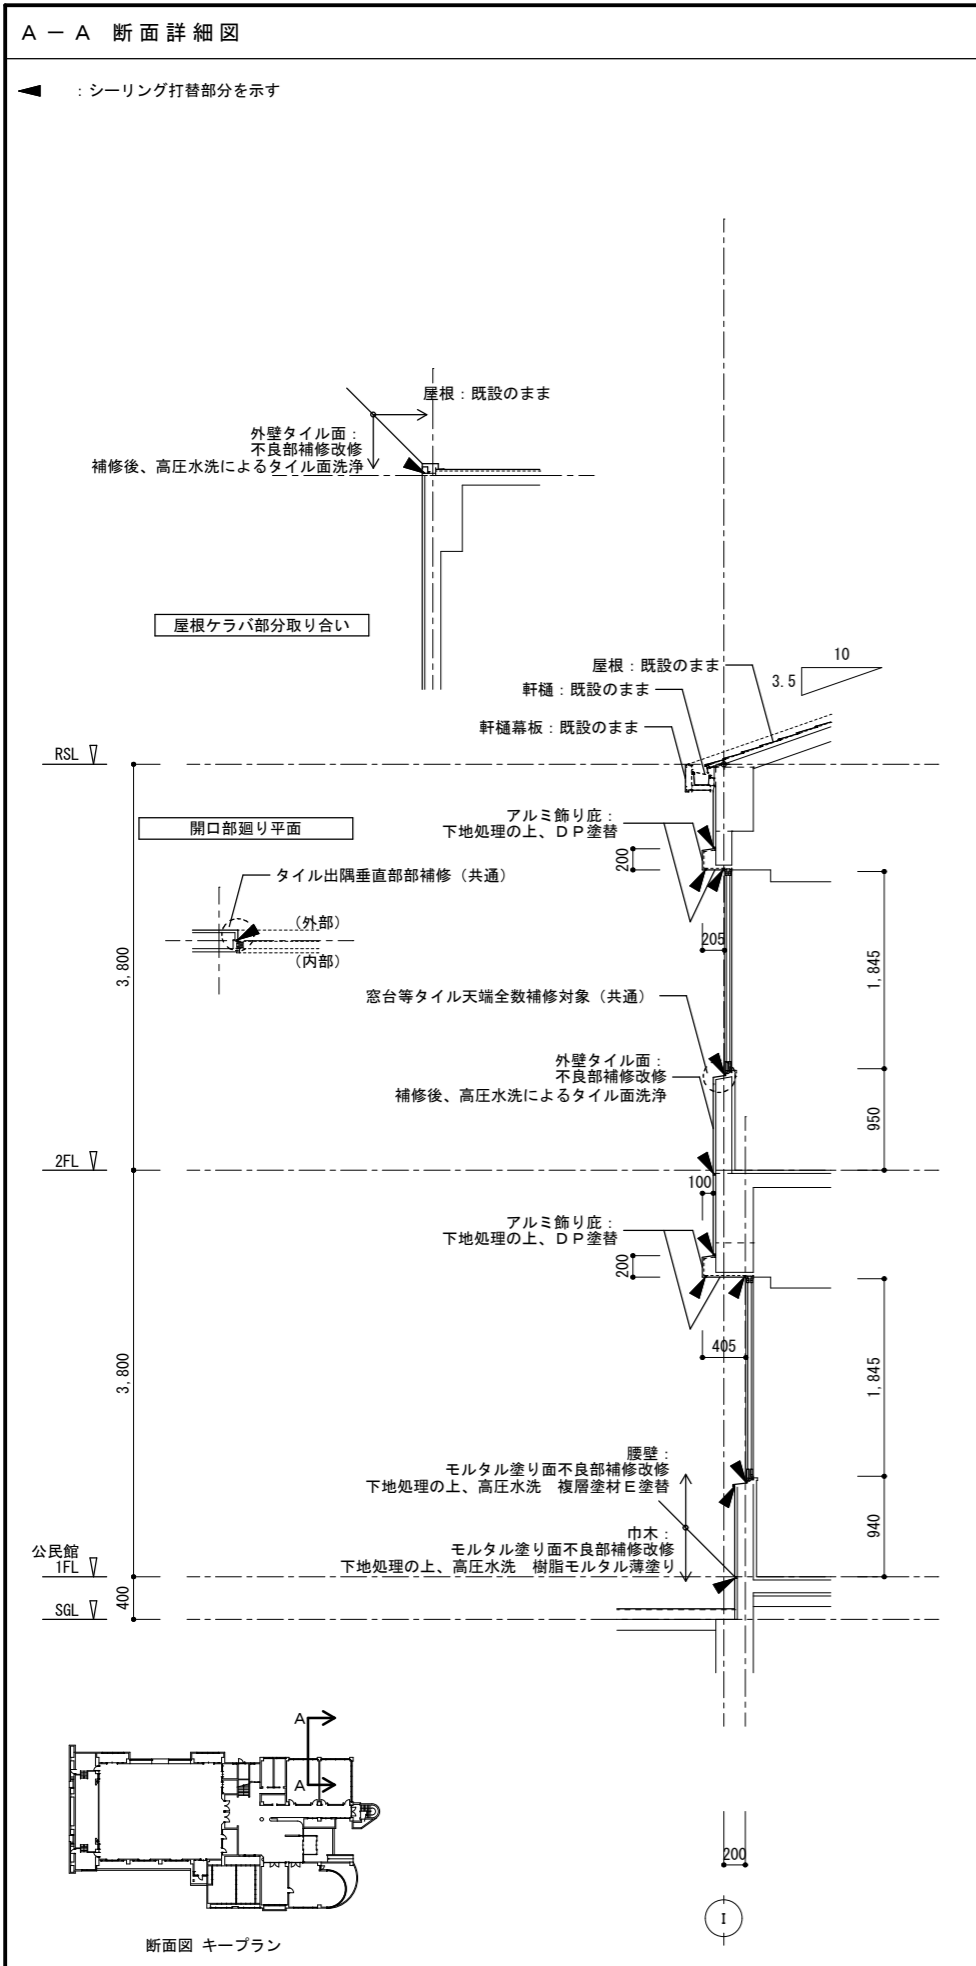 A － A 断面詳細図
：シーリング打替部分を示す
屋根：既設のまま
外壁タイル面：
不良部補修改修
補修後、高圧水洗によるタイル面洗浄
屋根ケラバ部分取り合い
屋根：既設のまま
10
3.5
軒樋：既設のまま
軒樋幕板：既設のまま
RSL
アルミ飾り庇：
下地処理の上、ＤＰ塗替
200
開口部廻り平面
タイル出隅垂直部部補修（共通）
（外部）
（内部）
205
3,800
1,845
窓台等タイル天端全数補修対象（共通）
外壁タイル面：
不良部補修改修
補修後、高圧水洗によるタイル面洗浄
950
2FL
100
アルミ飾り庇：
下地処理の上、ＤＰ塗替
200
405
3,800
1,845
腰壁：
モルタル塗り面不良部補修改修
下地処理の上、高圧水洗　複層塗材Ｅ塗替
巾木：
モルタル塗り面不良部補修改修
下地処理の上、高圧水洗　樹脂モルタル薄塗り
940
公民館
1FL
400
SGL
A
A
200
I
断面図 キープラン